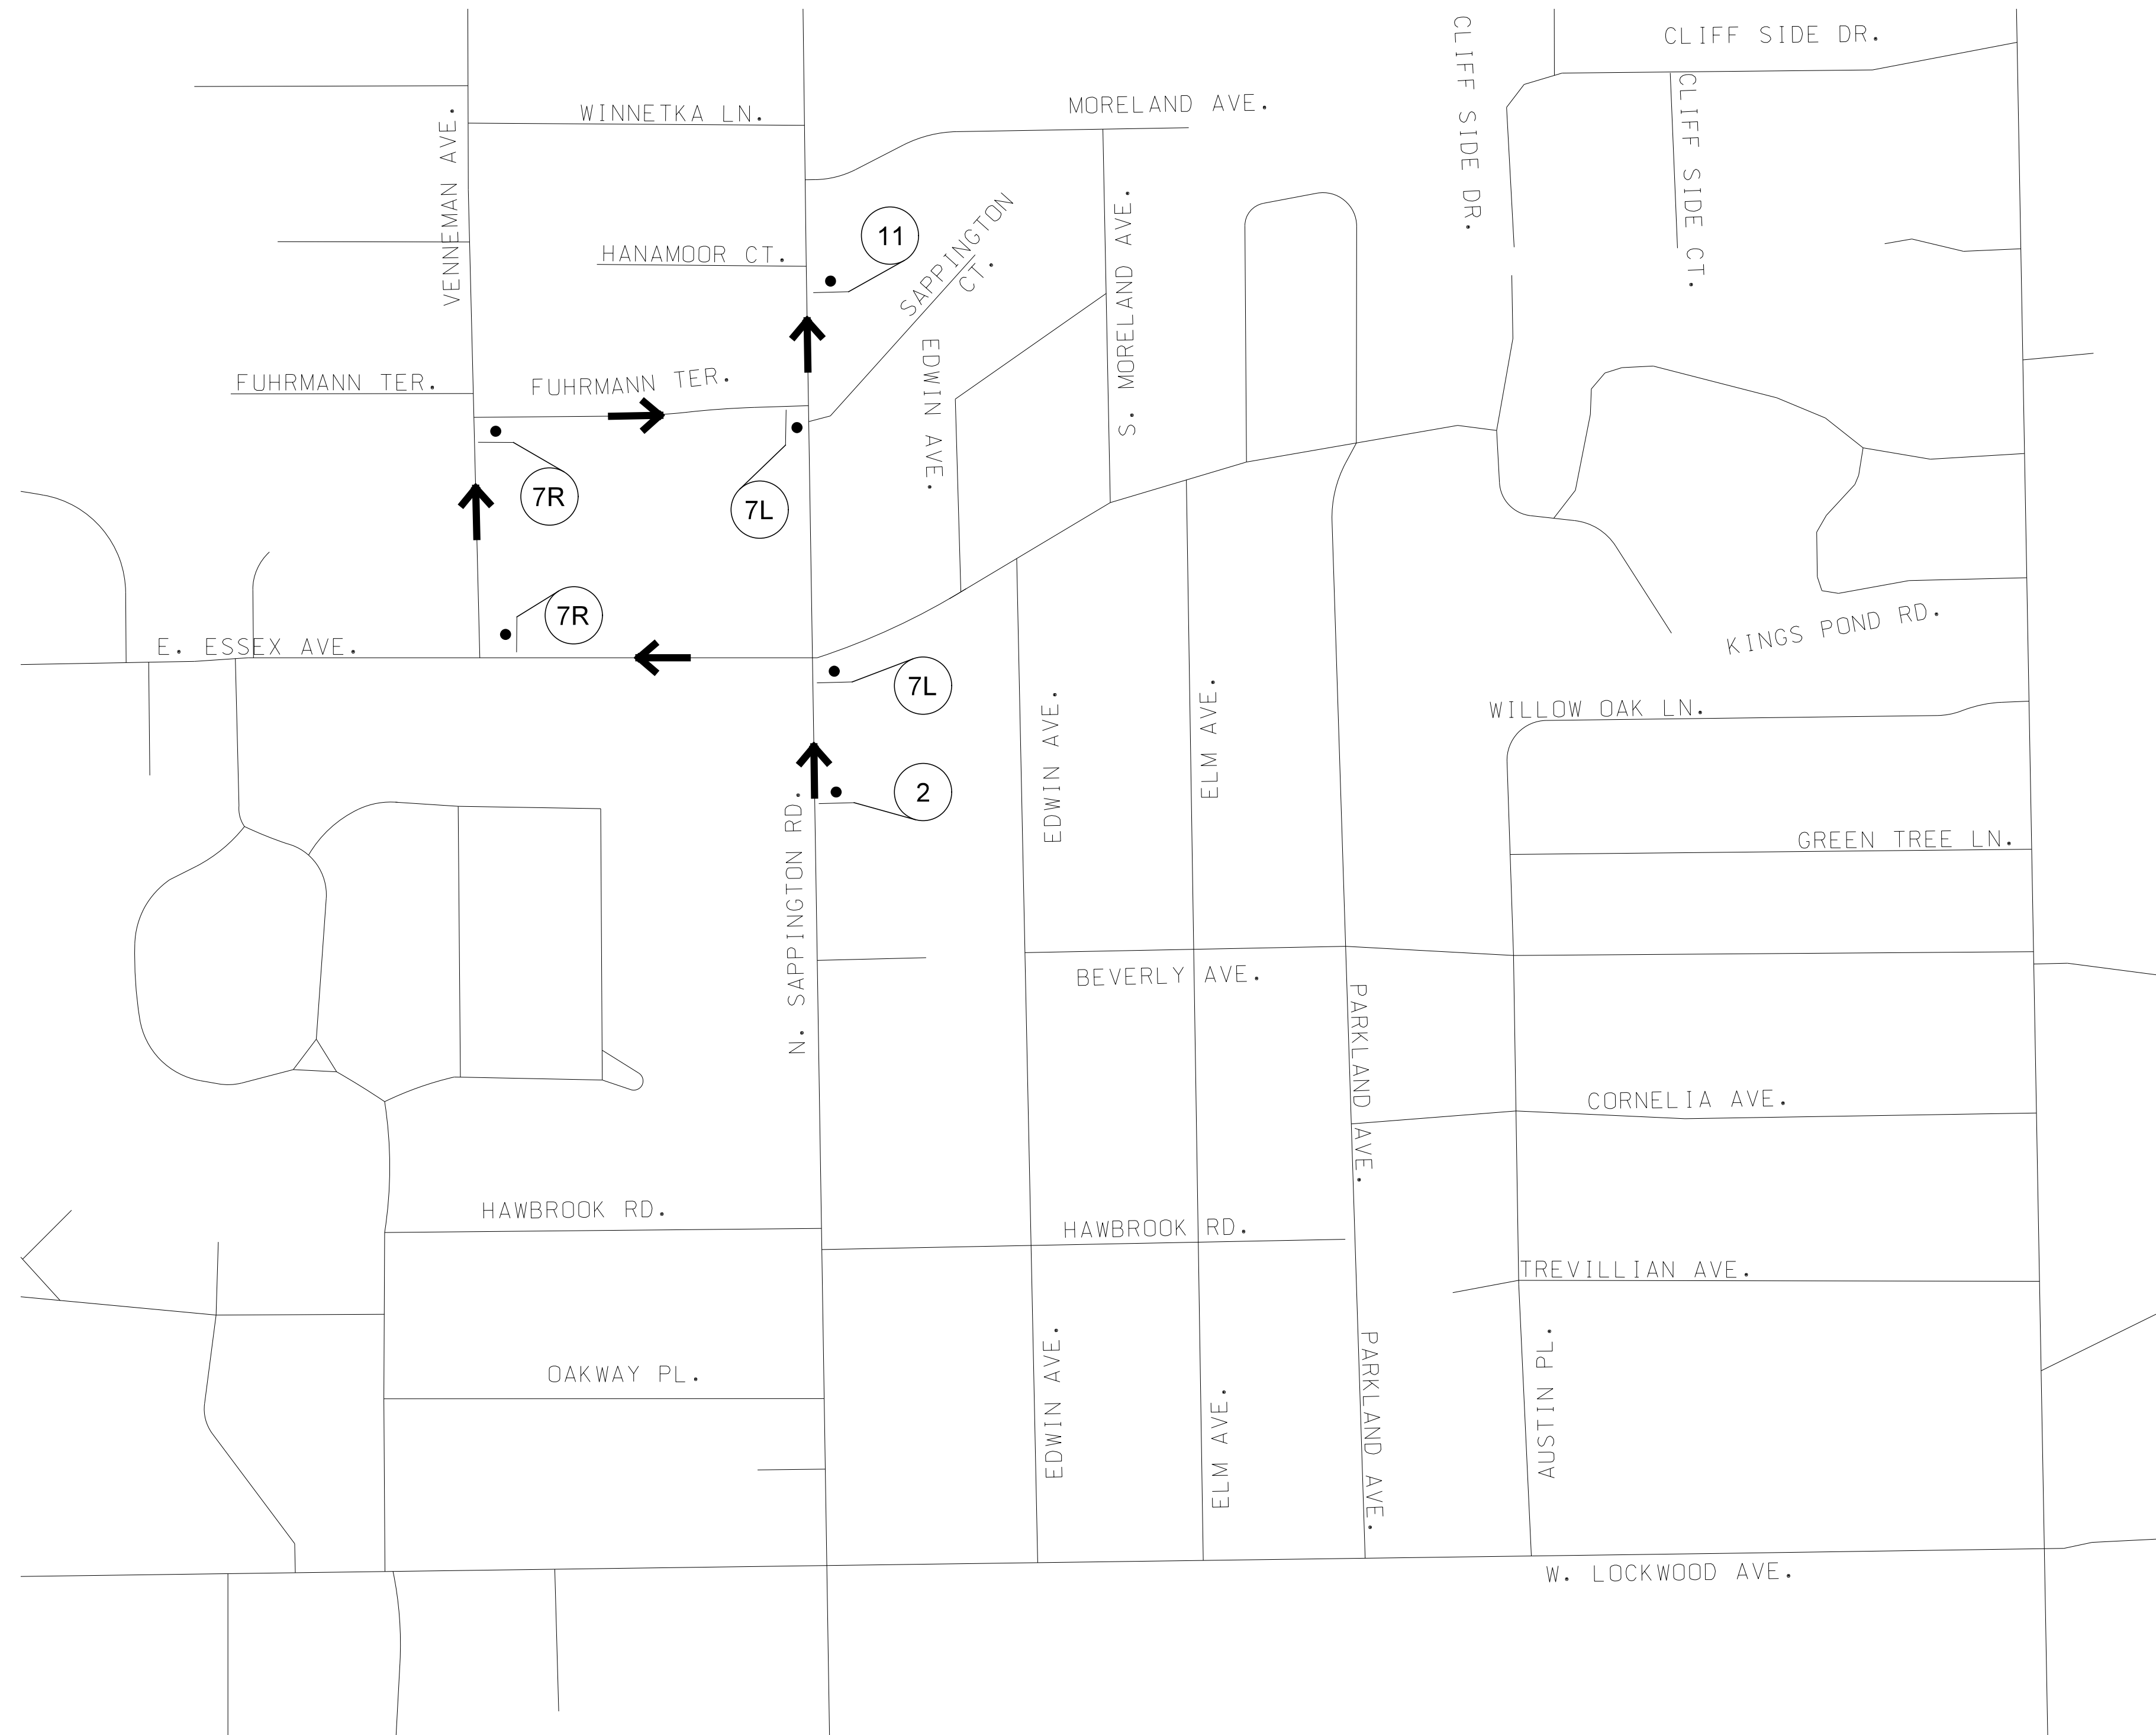 CLIFF SIDE DR.
CLIFF SIDE DR.
CLIFF SIDE CT.
MORELAND AVE.
WINNETKA LN.
VENNEMAN AVE.
HANAMOOR CT.
11
SAPPINGTON
CT.
S. MORELAND AVE.
EDWIN AVE.
FUHRMANN TER.
FUHRMANN TER.
7R
7L
7R
E. ESSEX AVE.
7L
KINGS POND RD.
WILLOW OAK LN.
2
N. SAPPINGTON RD.
EDWIN AVE.
ELM AVE.
GREEN TREE LN.
BEVERLY AVE.
PARKLAND AVE.
CORNELIA AVE.
HAWBROOK RD.
HAWBROOK RD.
TREVILLIAN AVE.
OAKWAY PL.
EDWIN AVE.
ELM AVE.
PARKLAND AVE.
AUSTIN PL.
W. LOCKWOOD AVE.